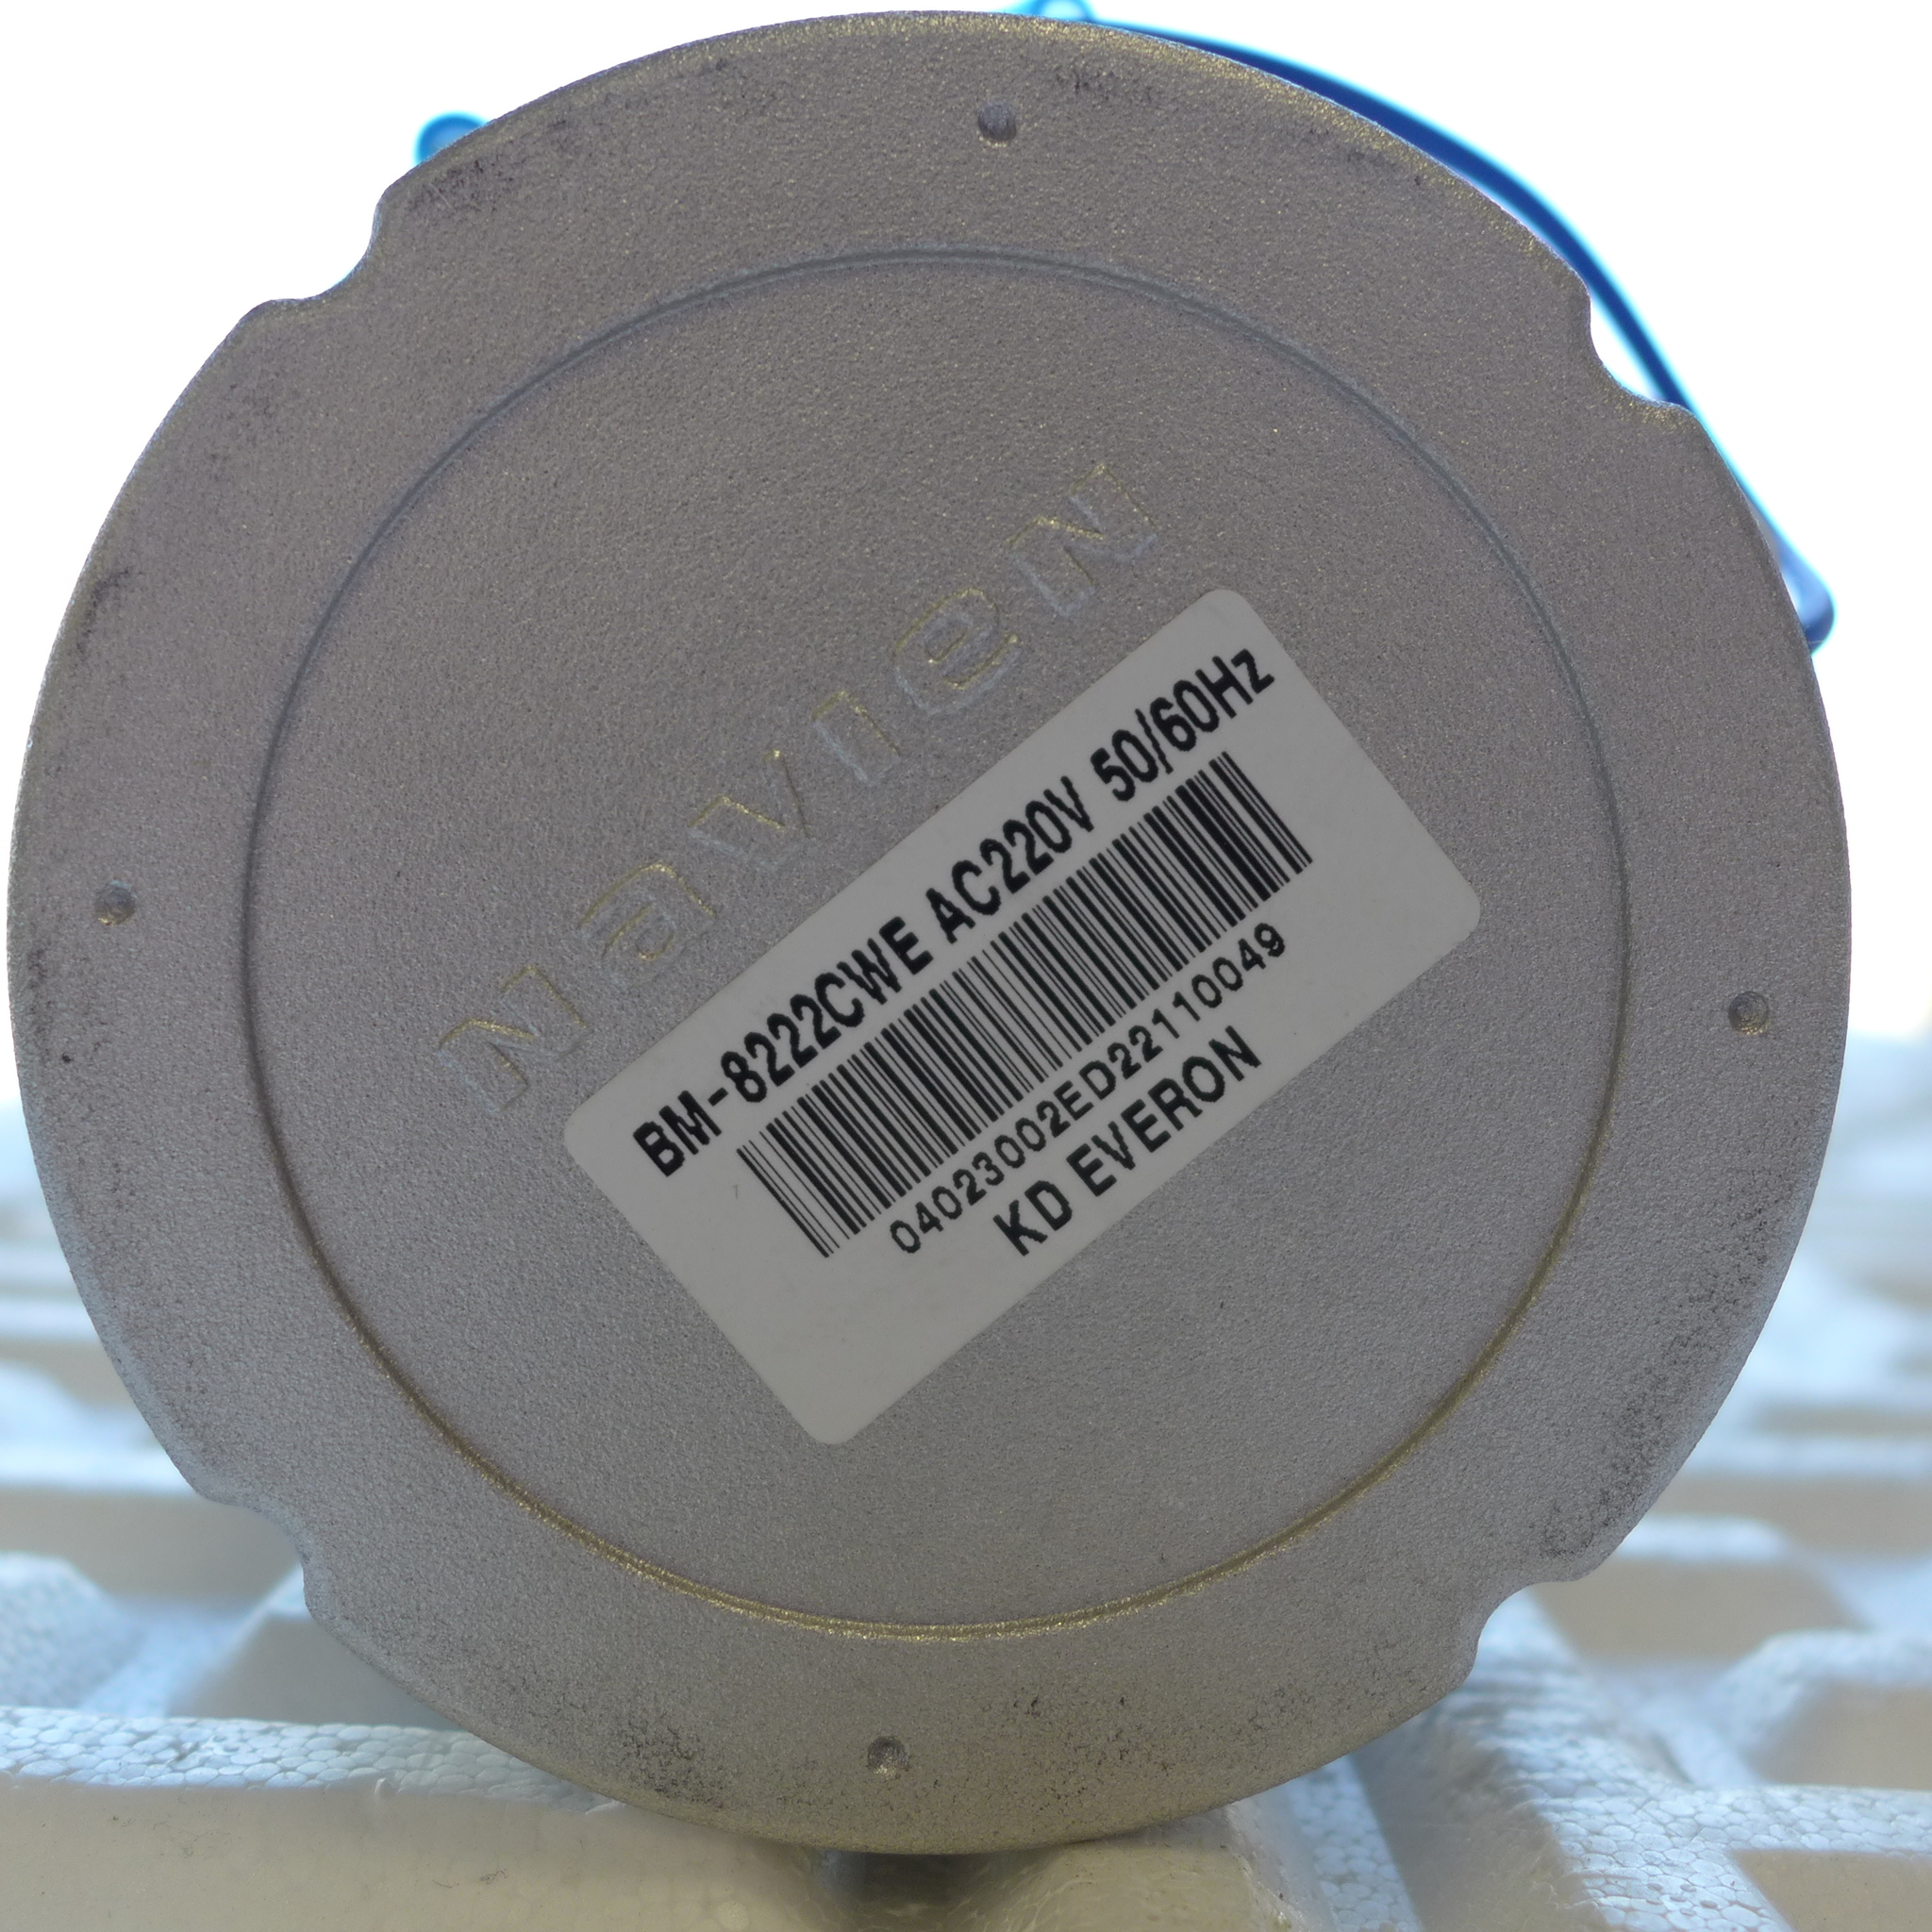 Navien
BM-8222CWE AC220V 50/60Hz
04023002ED22110049
KD EVERON